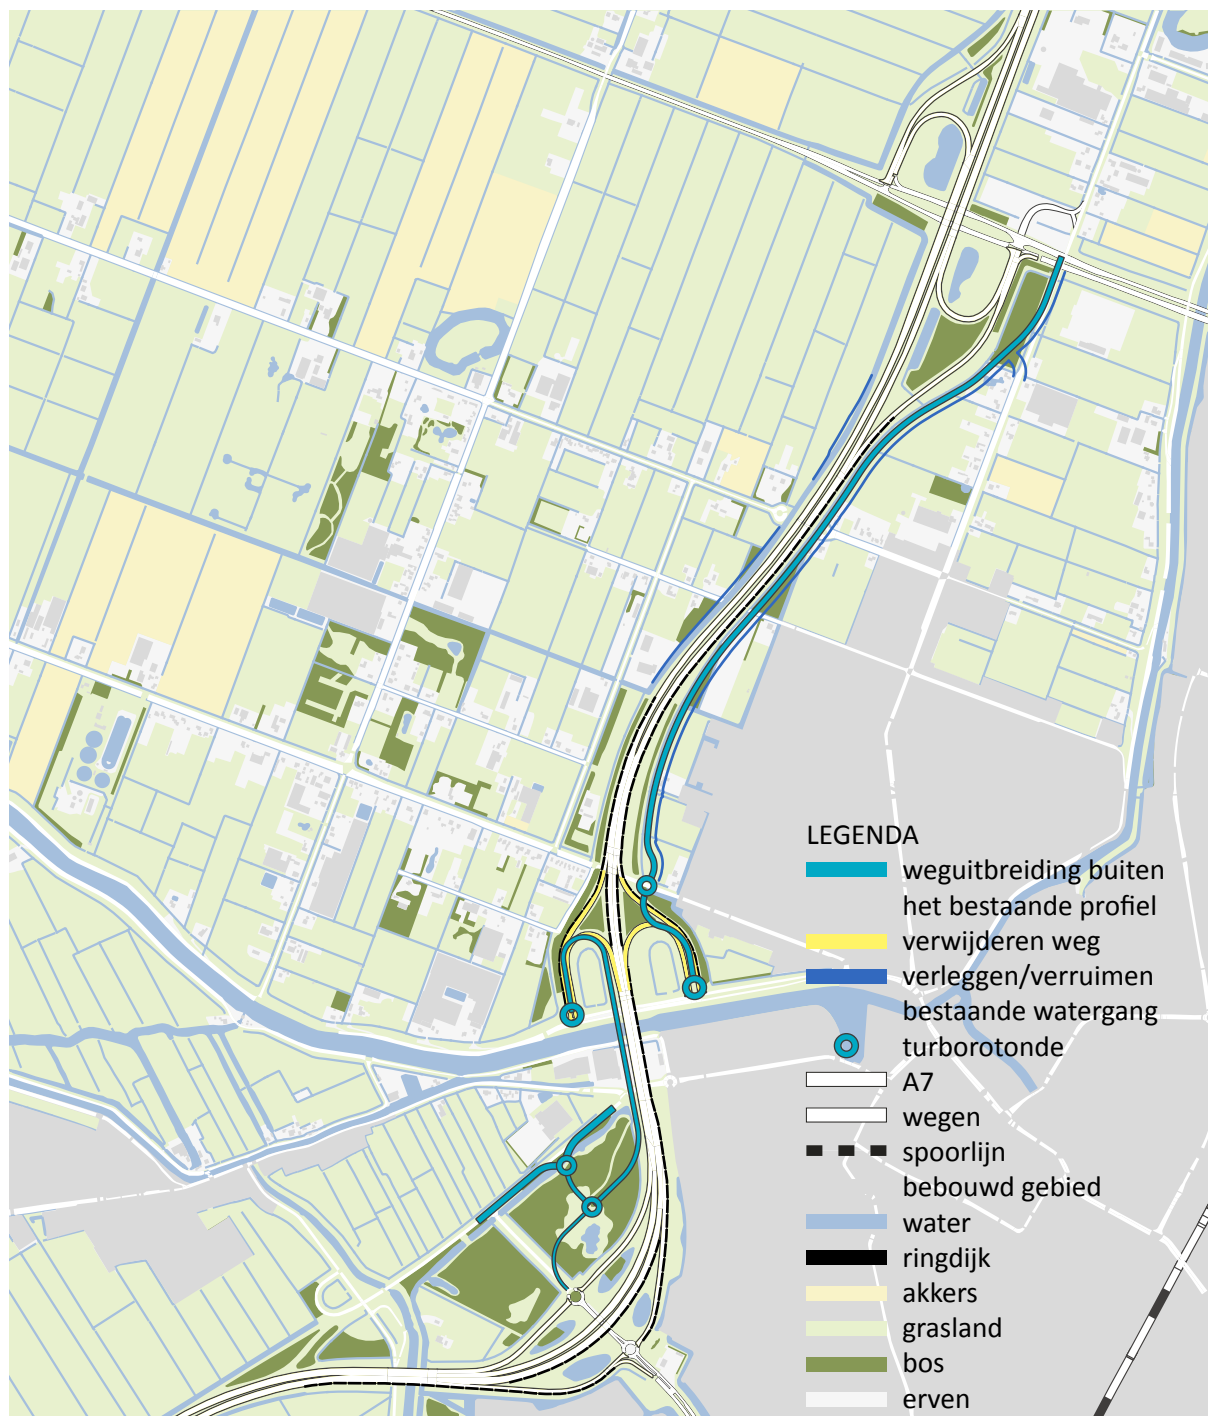 LEGENDA
weguitbreiding buiten
het bestaande profiel
verwijderen weg
verleggen/verruimen
bestaande watergang
turborotonde
A7
wegen
spoorlijn
bebouwd gebied
water
ringdijk
akkers
grasland
bos
erven